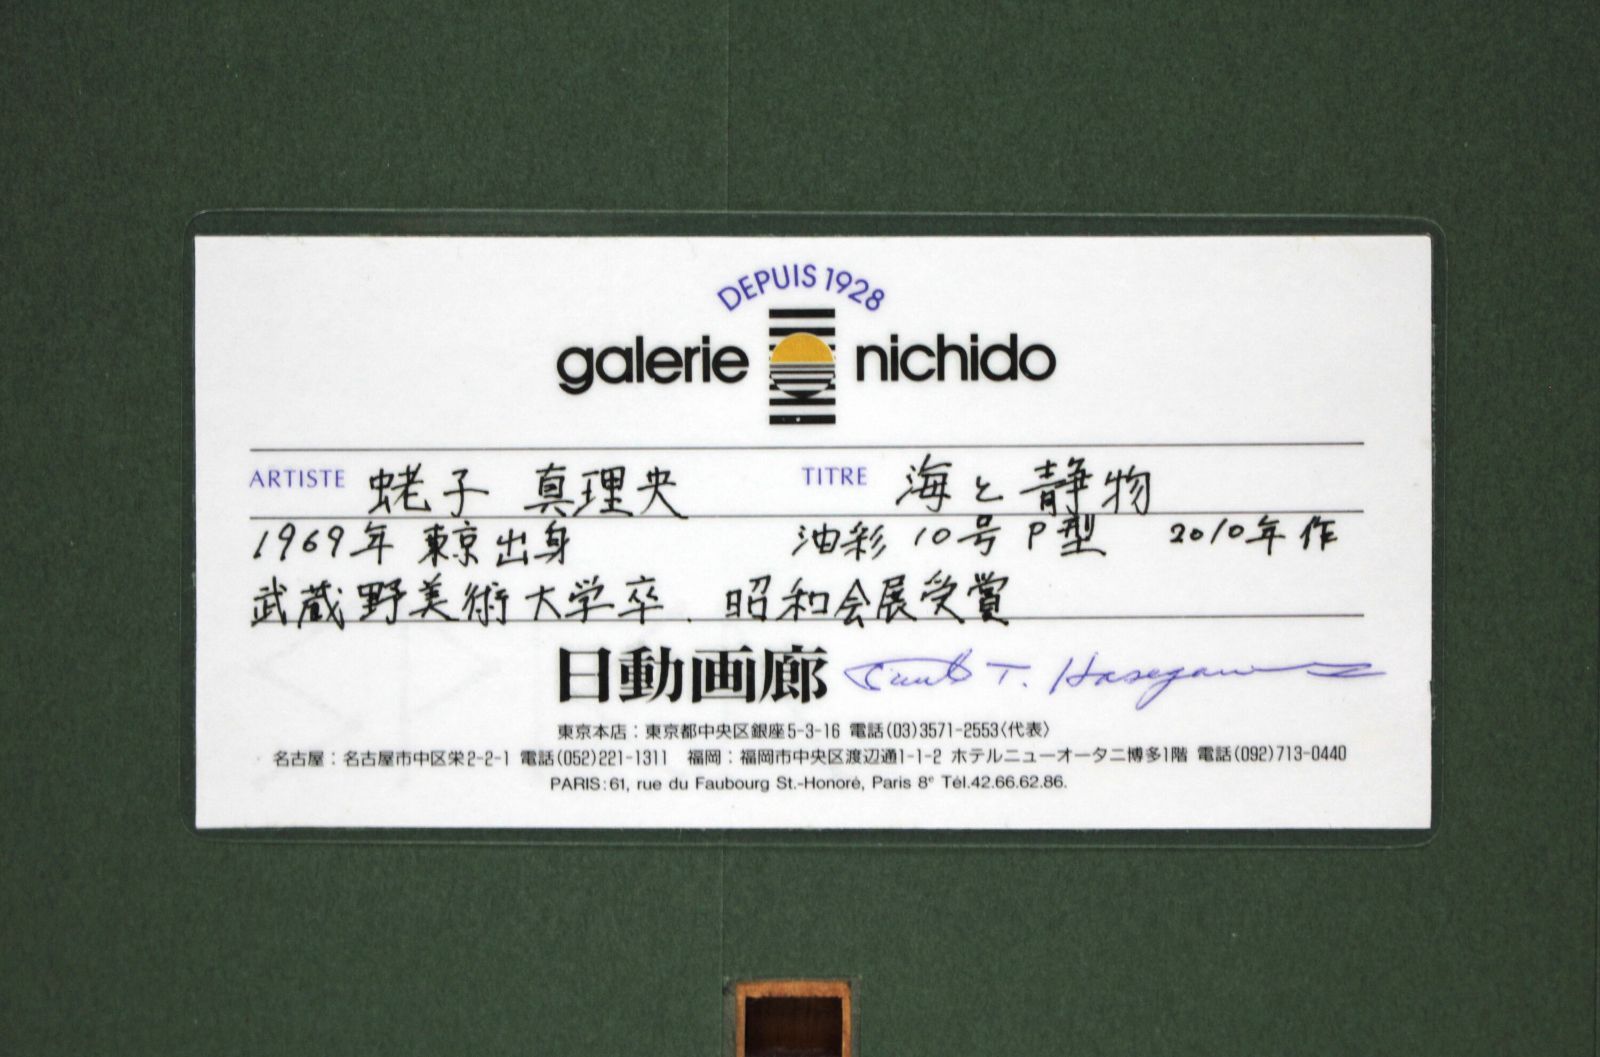 DEPUIS 1928
galerie nichido
ARTISTE 蛯子 真理央 TITRE 海と静物
1969年 東京出身 油彩 10号 P型 2010年作
武蔵野美術大学卒. 昭和会展受賞
日動画廊 T. Hasegawa
東京本店：東京都中央区銀座5-3-16 電話(03)3571-2553〈代表〉
名古屋：名古屋市中区栄2-2-1 電話(052)221-1311 福岡：福岡市中央区渡辺通1-1-2 ホテルニューオータニ博多1階 電話(092)713-0440
PARIS:61, rue du Faubourg St.-Honoré, Paris 8e Tél.42.66.62.86.